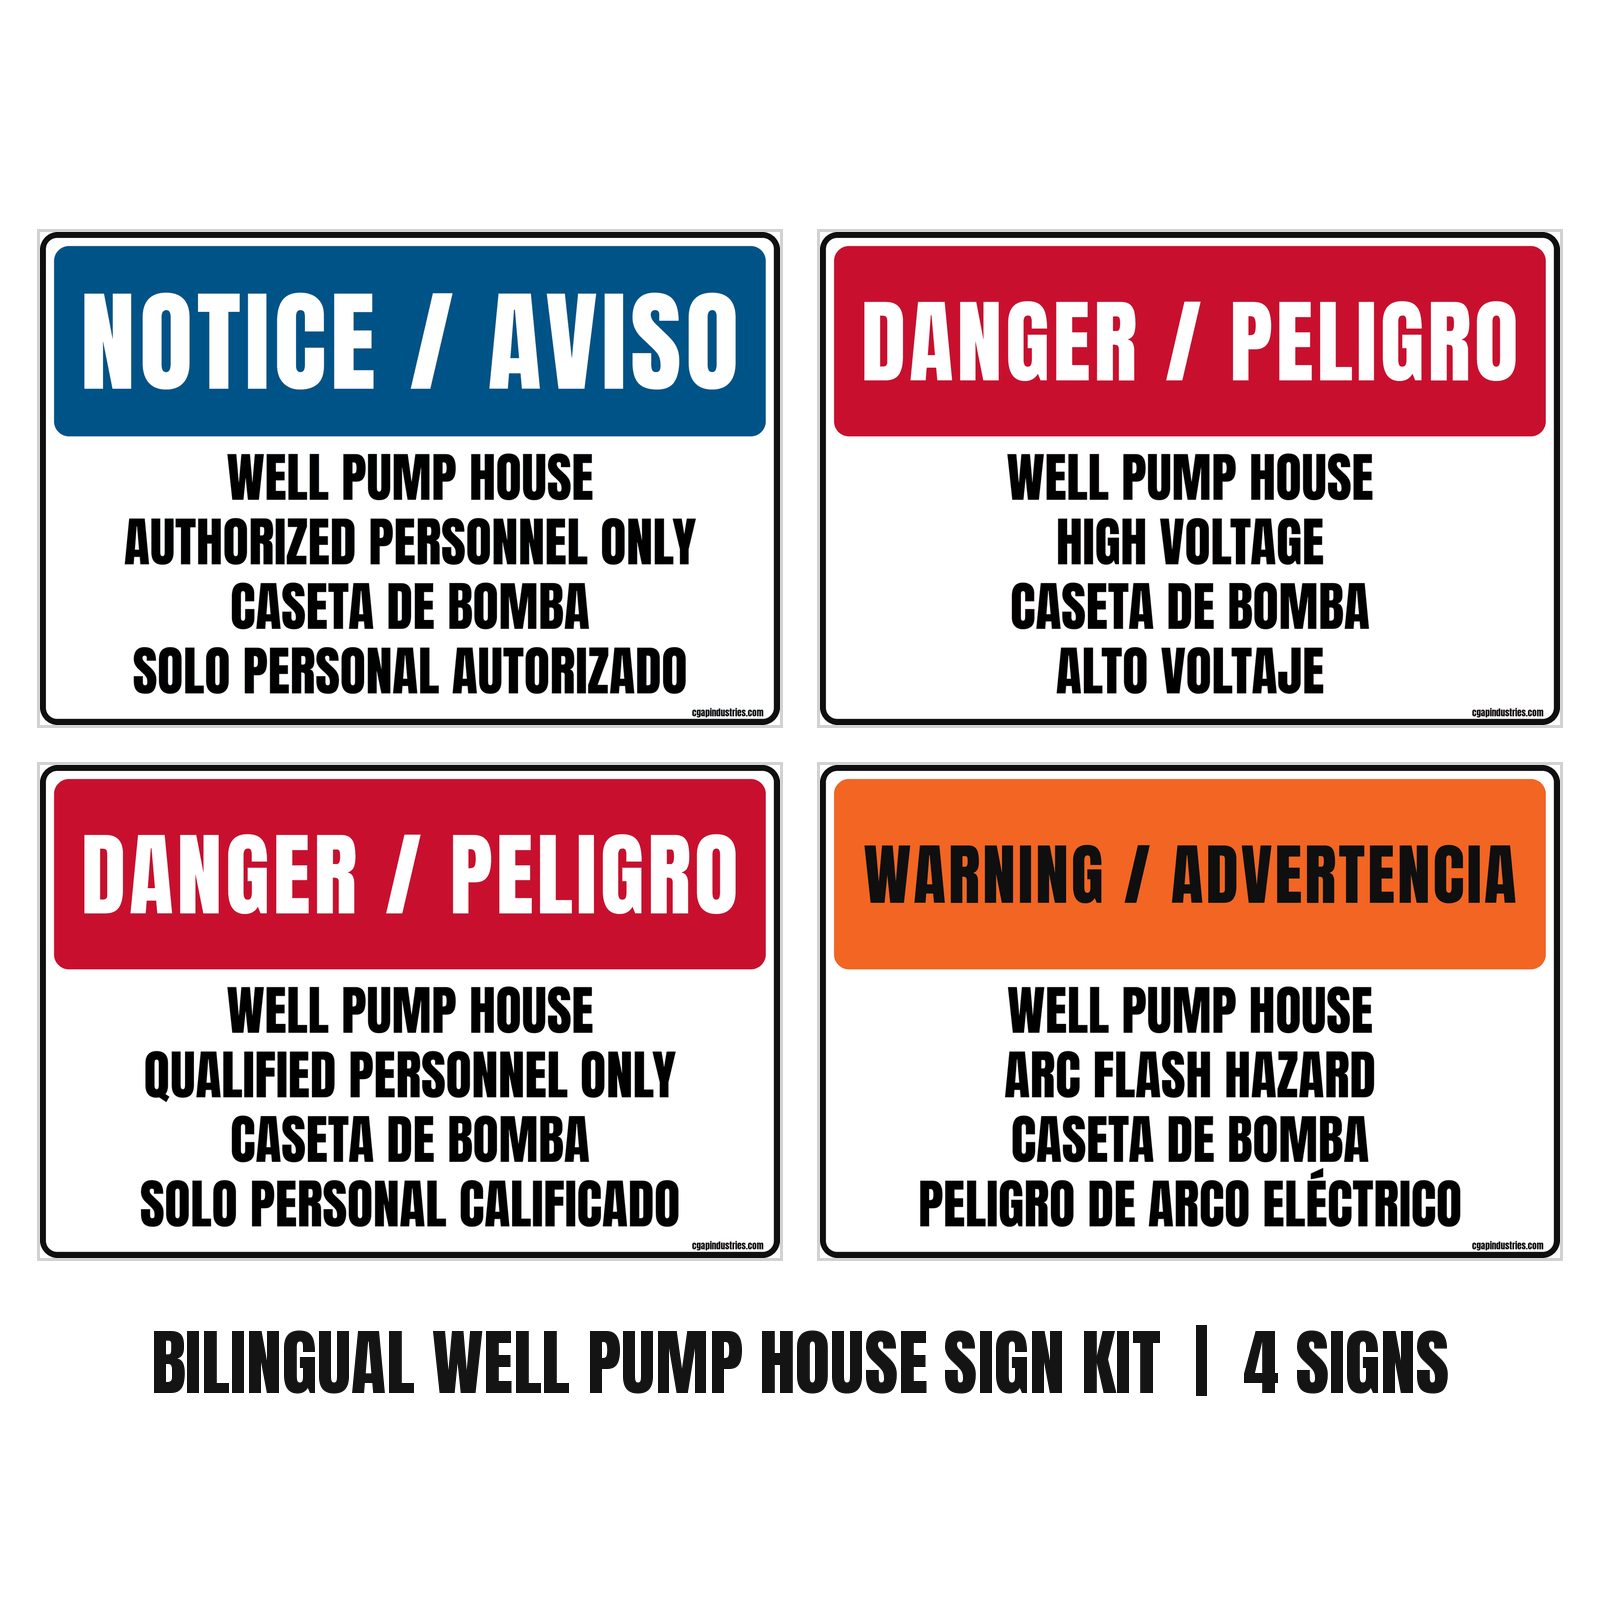 NOTICE / AVISO
WELL PUMP HOUSE
AUTHORIZED PERSONNEL ONLY
CASETA DE BOMBA
SOLO PERSONAL AUTORIZADO
cgapindustries.com
DANGER / PELIGRO
WELL PUMP HOUSE
HIGH VOLTAGE
CASETA DE BOMBA
ALTO VOLTAJE
cgapindustries.com
DANGER / PELIGRO
WELL PUMP HOUSE
QUALIFIED PERSONNEL ONLY
CASETA DE BOMBA
SOLO PERSONAL CALIFICADO
cgapindustries.com
WARNING / ADVERTENCIA
WELL PUMP HOUSE
ARC FLASH HAZARD
CASETA DE BOMBA
PELIGRO DE ARCO ELÉCTRICO
cgapindustries.com
BILINGUAL WELL PUMP HOUSE SIGN KIT | 4 SIGNS